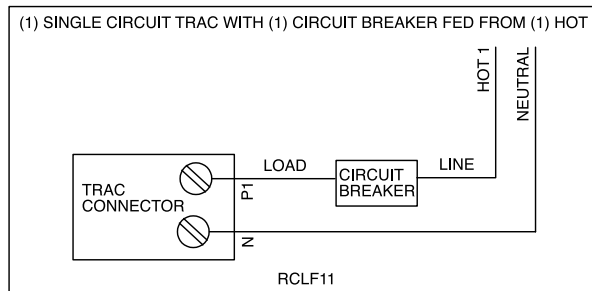 (1) SINGLE CIRCUIT TRAC WITH (1) CIRCUIT BREAKER FED FROM (1) HOT
HOT 1
NEUTRAL
LOAD
LINE
CIRCUIT
BREAKER
TRAC
CONNECTOR
P1
N
RCLF11